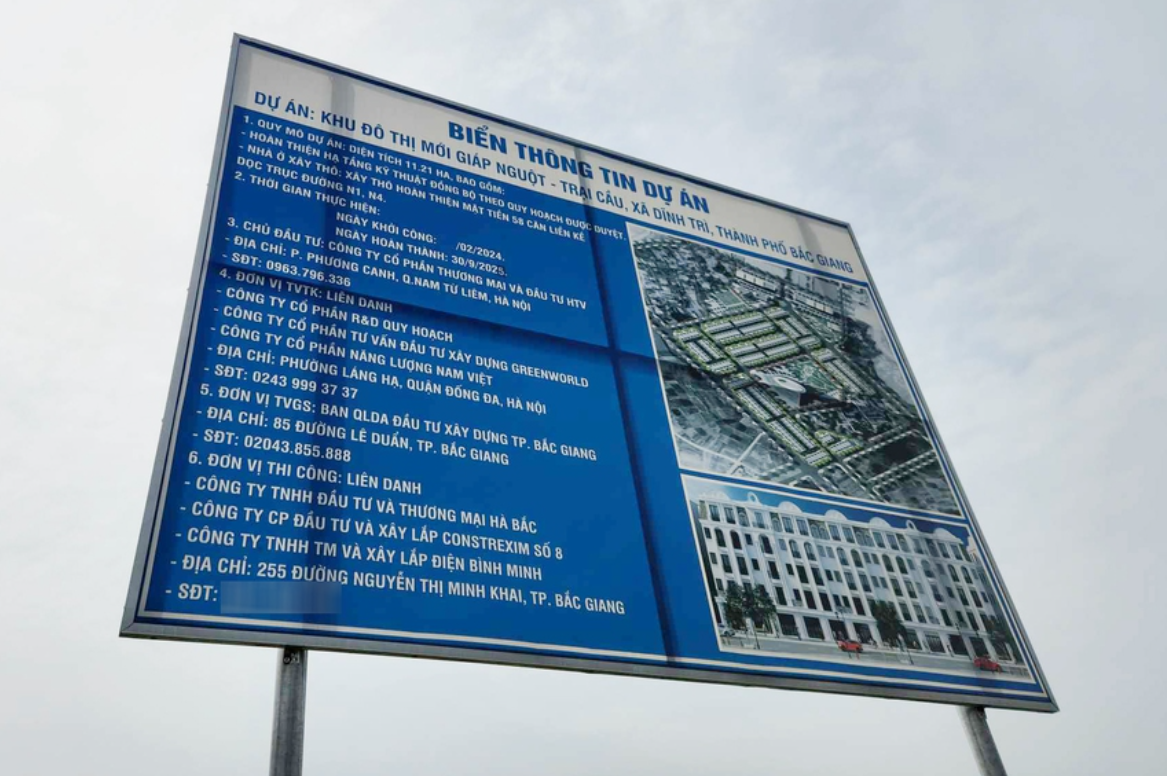 BIỂN THÔNG TIN DỰ ÁN
DỰ ÁN: KHU ĐÔ THỊ MỚI GIÁP NGUỘT - TRẠI CẦU, XÃ DĨNH TRÌ, THÀNH PHỐ BẮC GIANG
1. QUY MÔ DỰ ÁN: DIỆN TÍCH 11.21 HA, BAO GỒM:
- HOÀN THIỆN HẠ TẦNG KỸ THUẬT ĐỒNG BỘ THEO QUY HOẠCH ĐƯỢC DUYỆT.
- NHÀ Ở XÂY THÔ: XÂY THÔ HOÀN THIỆN MẶT TIỀN 58 CĂN LIỀN KỀ
DỌC TRỤC ĐƯỜNG N1, N4.
2. THỜI GIAN THỰC HIỆN:
NGÀY KHỞI CÔNG: /02/2024.
NGÀY HOÀN THÀNH: 30/9/2025.
3. CHỦ ĐẦU TƯ: CÔNG TY CỔ PHẦN THƯƠNG MẠI VÀ ĐẦU TƯ HTV
- ĐỊA CHỈ: P. PHƯƠNG CANH, Q.NAM TỪ LIÊM, HÀ NỘI
- SĐT: 0963.796.336
4. ĐƠN VỊ TVTK: LIÊN DANH
- CÔNG TY CỔ PHẦN R&D QUY HOẠCH
- CÔNG TY CỔ PHẦN TƯ VẤN ĐẦU TƯ XÂY DỰNG GREENWORLD
- CÔNG TY CỔ PHẦN NĂNG LƯỢNG NAM VIỆT
- ĐỊA CHỈ: PHƯỜNG LÁNG HẠ, QUẬN ĐỐNG ĐA, HÀ NỘI
- SĐT: 0243 999 37 37
5. ĐƠN VỊ TVGS: BAN QLDA ĐẦU TƯ XÂY DỰNG TP. BẮC GIANG
- ĐỊA CHỈ: 85 ĐƯỜNG LÊ DUẨN, TP. BẮC GIANG
- SĐT: 02043.855.888
6. ĐƠN VỊ THI CÔNG: LIÊN DANH
- CÔNG TY TNHH ĐẦU TƯ VÀ THƯƠNG MẠI HÀ BẮC
- CÔNG TY CP ĐẦU TƯ VÀ XÂY LẮP CONSTREXIM SỐ 8
- CÔNG TY TNHH TM VÀ XÂY LẮP ĐIỆN BÌNH MINH
- ĐỊA CHỈ: 255 ĐƯỜNG NGUYỄN THỊ MINH KHAI, TP. BẮC GIANG
- SĐT: